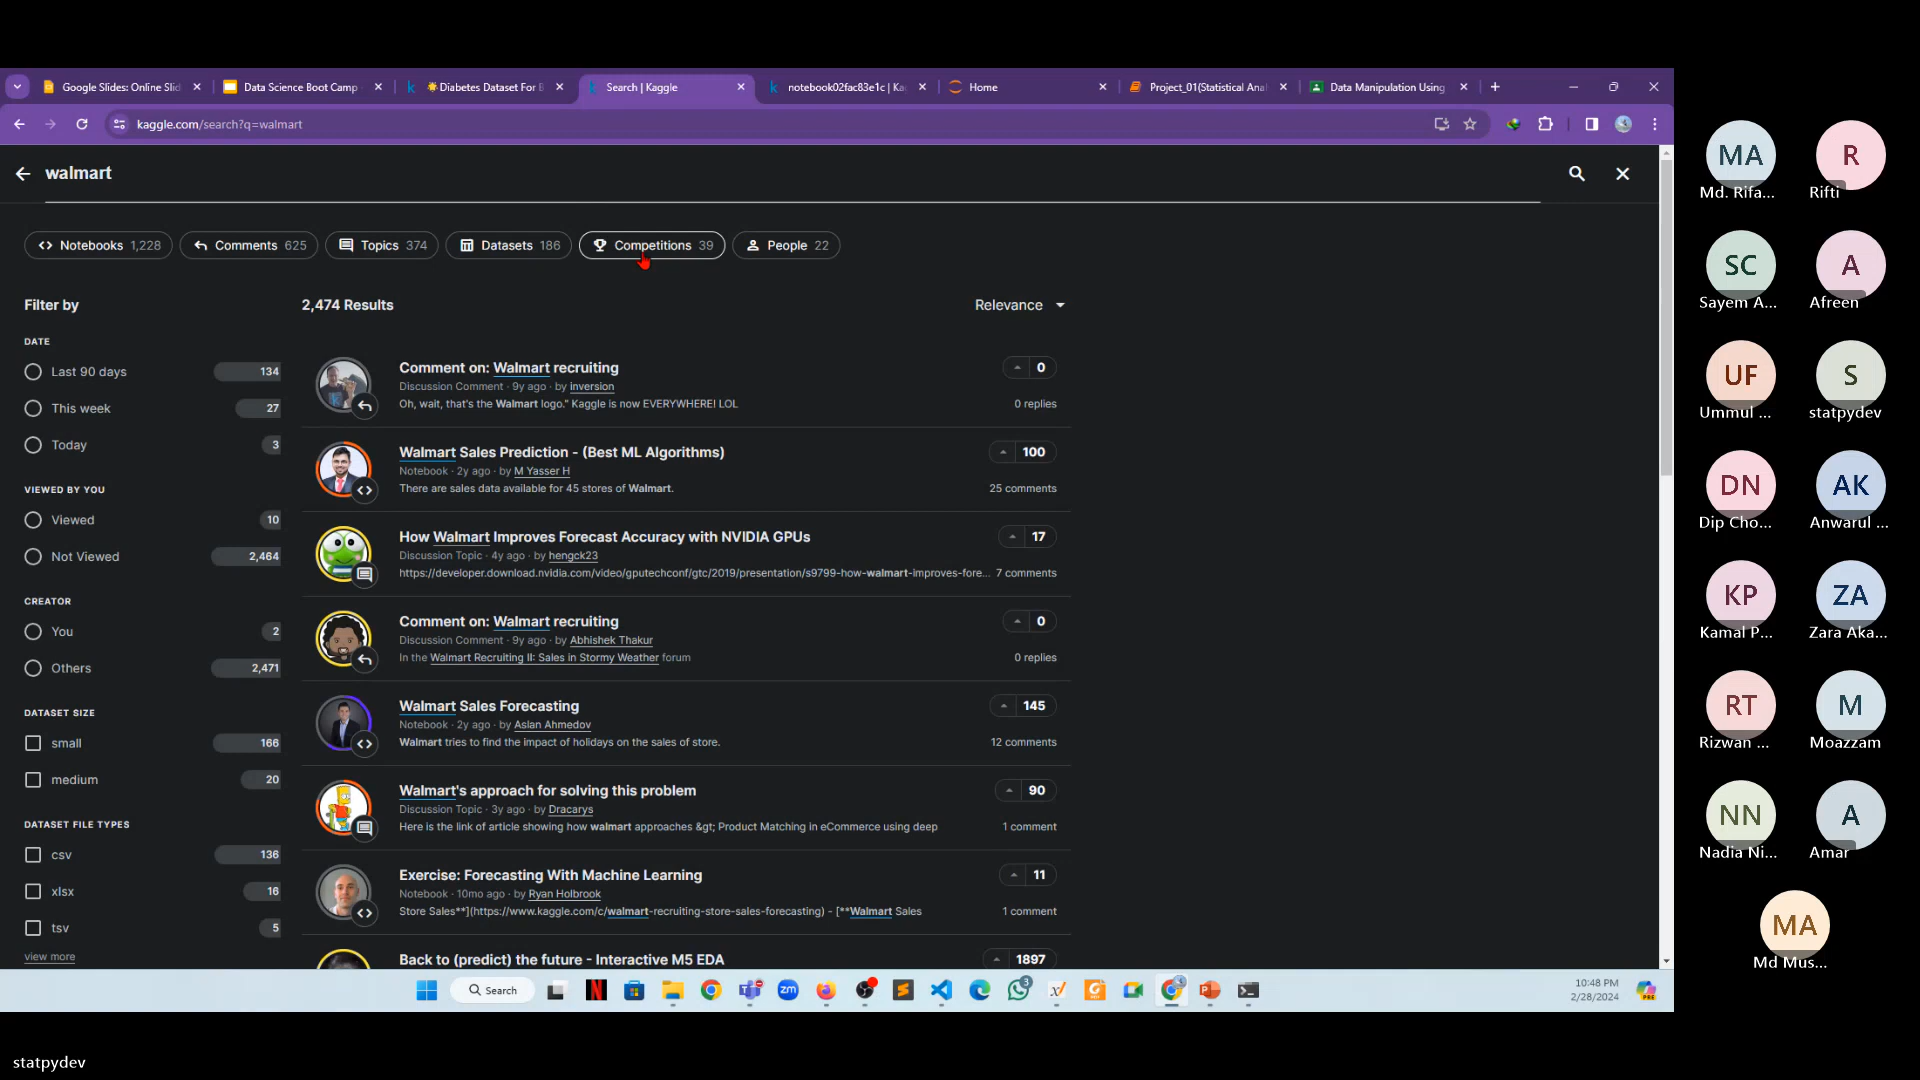 Google Slides: Online Slid
Data Science Boot Camp
Diabetes Dataset For B
Search | Kaggle
notebook02fac83e1c | Ka
Home
Project_01(Statistical Anal
Data Manipulation Using
kaggle.com/search?q=walmart
walmart
Notebooks 1,228
Comments 625
Topics 374
Datasets 186
Competitions 39
People 22
Filter by
2,474 Results
Relevance
DATE
Last 90 days 134
This week 27
Today 3
VIEWED BY YOU
Viewed 10
Not Viewed 2,464
CREATOR
You 2
Others 2,471
DATASET SIZE
small 166
medium 20
DATASET FILE TYPES
csv 136
xlsx 16
tsv 5
view more
Comment on: Walmart recruiting 0
Discussion Comment · 9y ago · by inversion
Oh, wait, that's the Walmart logo." Kaggle is now EVERYWHERE! LOL 0 replies
Walmart Sales Prediction - (Best ML Algorithms) 100
Notebook · 2y ago · by M Yasser H
There are sales data available for 45 stores of Walmart. 25 comments
How Walmart Improves Forecast Accuracy with NVIDIA GPUs 17
Discussion Topic · 4y ago · by hengck23
https://developer.download.nvidia.com/video/gputechconf/gtc/2019/presentation/s9799-how-walmart-improves-fore... 7 comments
Comment on: Walmart recruiting 0
Discussion Comment · 9y ago · by Abhishek Thakur
In the Walmart Recruiting II: Sales in Stormy Weather forum 0 replies
Walmart Sales Forecasting 145
Notebook · 2y ago · by Aslan Ahmedov
Walmart tries to find the impact of holidays on the sales of store. 12 comments
Walmart's approach for solving this problem 90
Discussion Topic · 3y ago · by Dracarys
Here is the link of article showing how walmart approaches &gt; Product Matching in eCommerce using deep 1 comment
Exercise: Forecasting With Machine Learning 11
Notebook · 10mo ago · by Ryan Holbrook
Store Sales**](https://www.kaggle.com/c/walmart-recruiting-store-sales-forecasting) - [**Walmart Sales 1 comment
Back to (predict) the future - Interactive M5 EDA 1897
Search
zm
3
PRE
10:48 PM
2/28/2024
MA
Md. Rifa...
R
Rifti
SC
Sayem A...
A
Afreen
UF
Ummul ...
S
statpydev
DN
Dip Cho...
AK
Anwarul ...
KP
Kamal P...
ZA
Zara Aka...
RT
Rizwan ...
M
Moazzam
NN
Nadia Ni...
A
Amar
MA
Md Mus...
statpydev